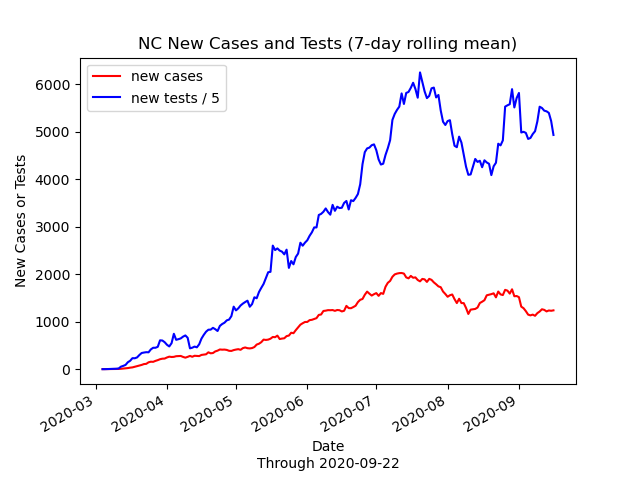 NC New Cases and Tests (7-day rolling mean)
new cases
new tests / 5
6000
5000
4000
3000
2000
1000
0
New Cases or Tests
2020-03
2020-04
2020-05
2020-06
2020-07
2020-08
2020-09
Date
Through 2020-09-22